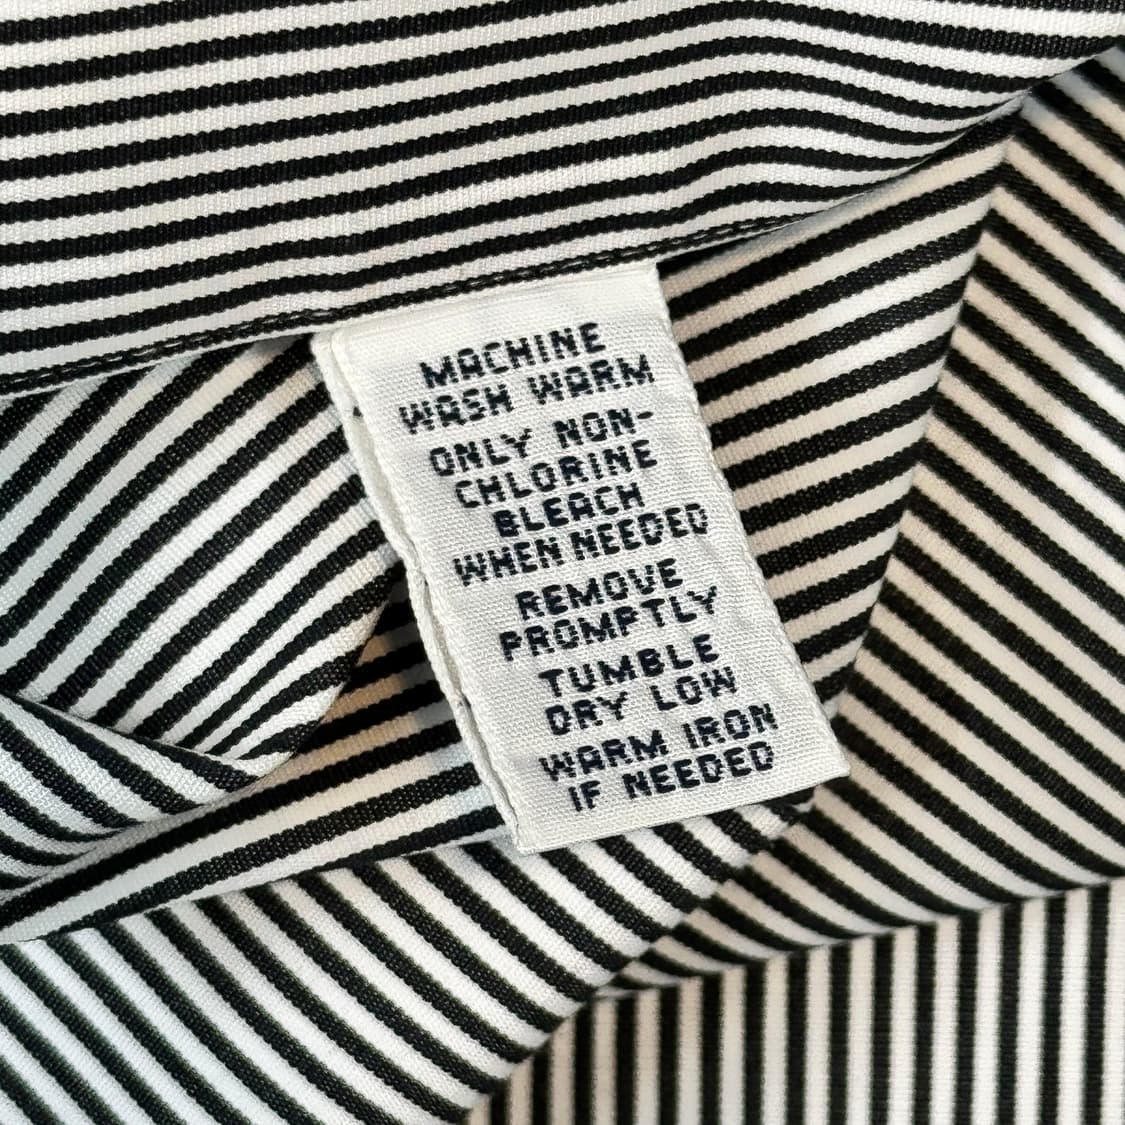 MACHINE
WASH WARM
ONLY NON-
CHLORINE
BLEACH
WHEN NEEDED
REMOVE
PROMPTLY
TUMBLE
DRY LOW
WARM IRON
IF NEEDED